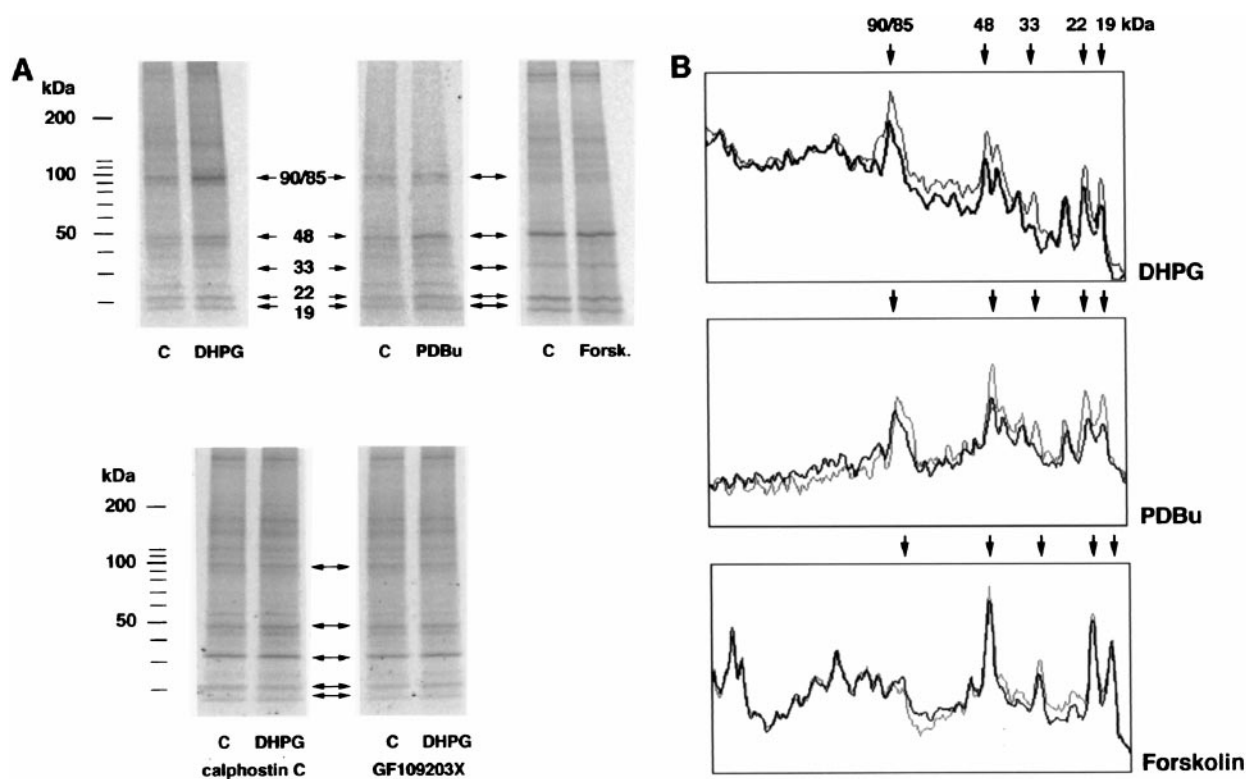 A
kDa
200
100
50
90/85
48
33
22
19
C DHPG
C PDBu
C Forsk.
kDa
200
100
50
C DHPG
calphostin C
C DHPG
GF109203X
B
90/85 48 33 22 19 kDa
DHPG
PDBu
Forskolin